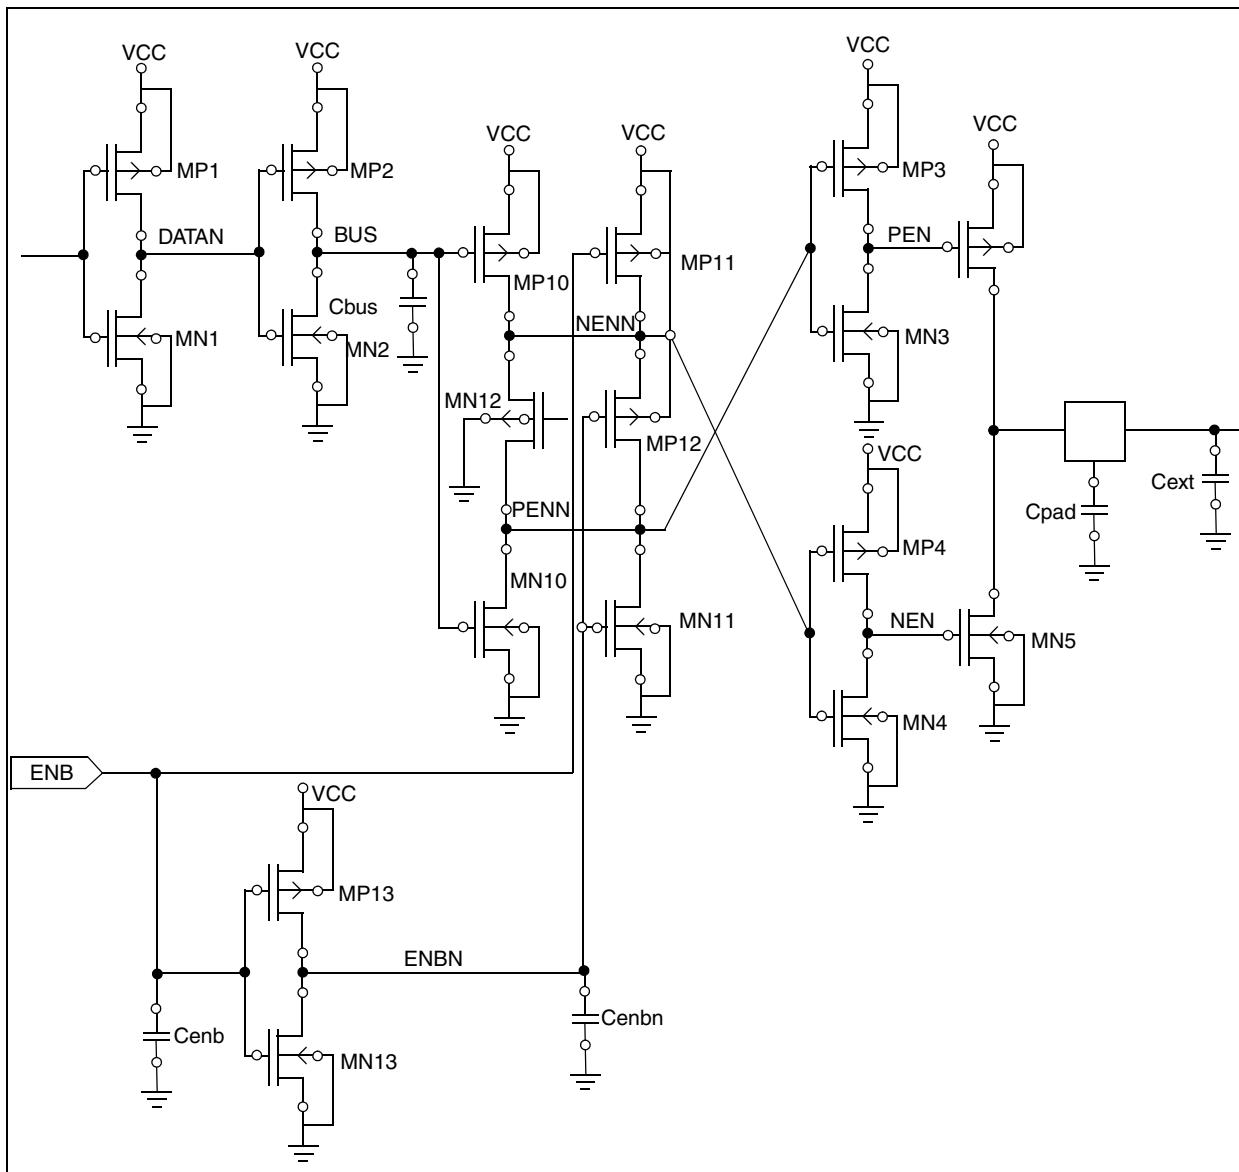 VCC
VCC
VCC
VCC
VCC
VCC
MP1
MP2
MP3
DATAN
BUS
PEN
MP10
MP11
Cbus
NENN
MN1
MN2
MN3
MN12
MP12
VCC
Cext
Cpad
PENN
MP4
MN10
MN11
NEN
MN5
MN4
ENB
VCC
MP13
ENBN
Cenbn
Cenb
MN13